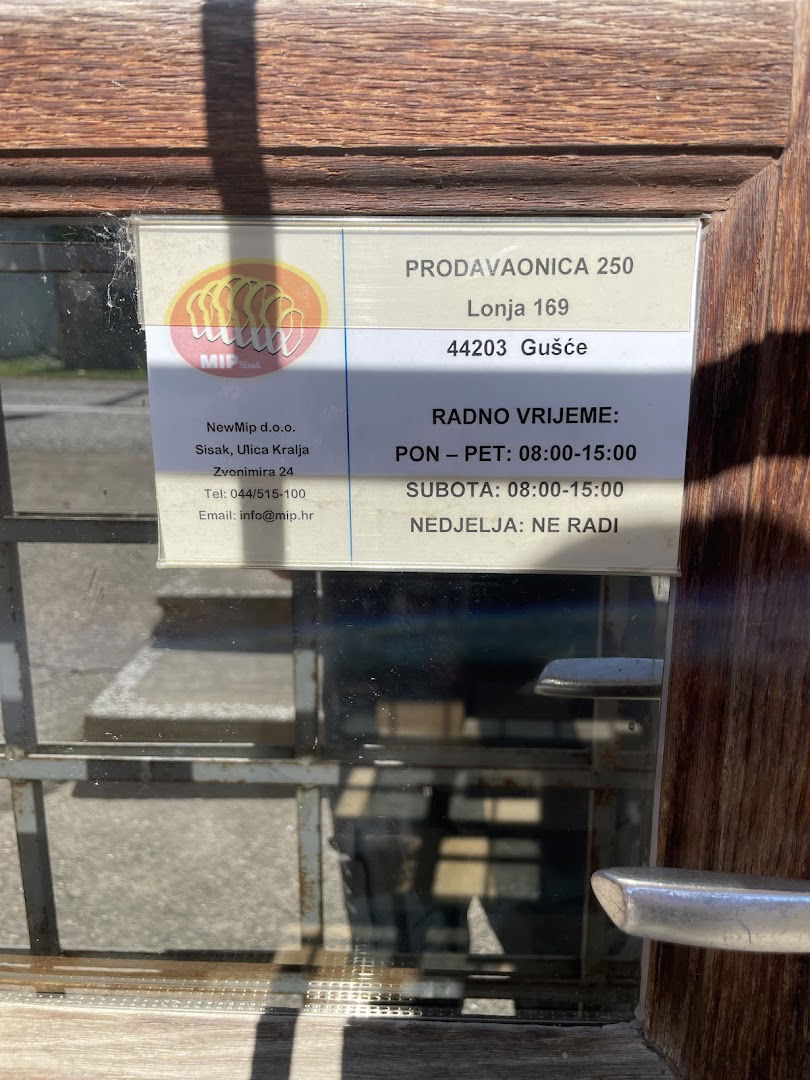 MIP Sisak
NewMip d.o.o.
Sisak, Ulica Kralja
Zvonimira 24
Tel: 044/515-100
Email: info@mip.hr
PRODAVAONICA 250
Lonja 169
44203 Gušće
RADNO VRIJEME:
PON – PET: 08:00-15:00
SUBOTA: 08:00-15:00
NEDJELJA: NE RADI